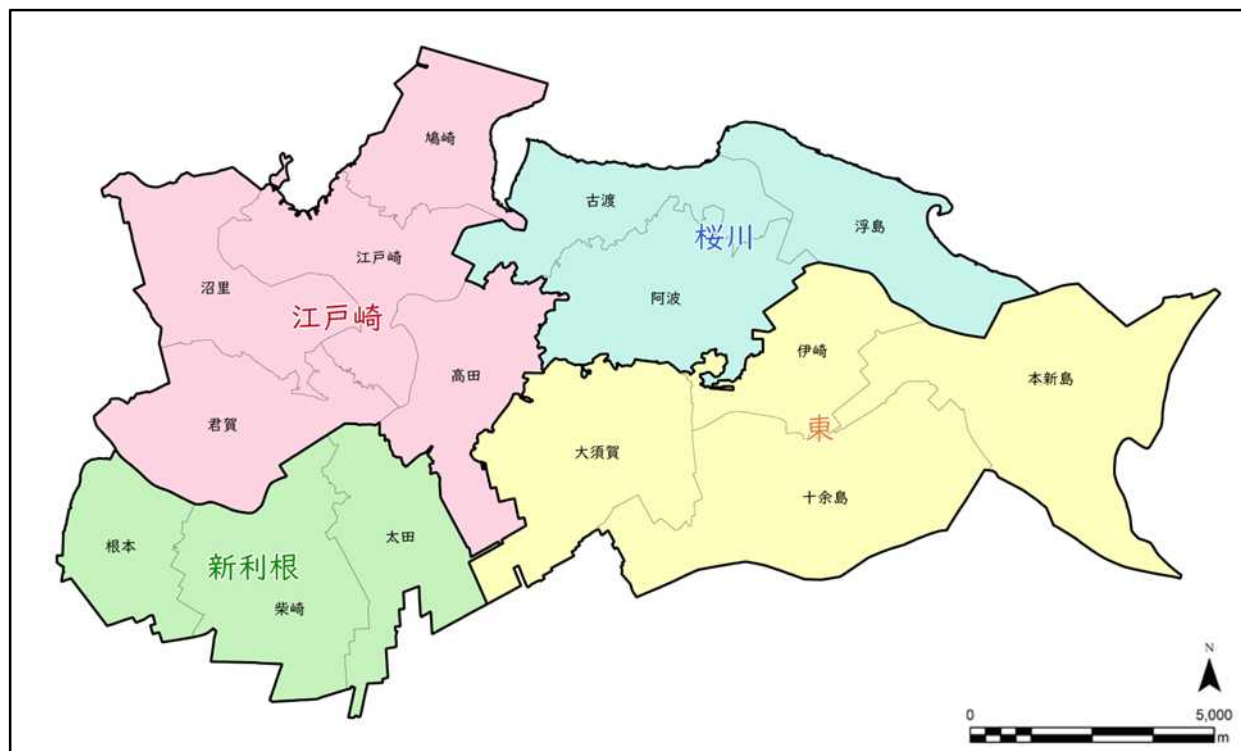 鳩崎
古渡
浮島
桜川
江戸崎
沼里
阿波
江戸崎
伊崎
高田
本新島
君賀
東
大須賀
十余島
太田
根本
新利根
柴崎
N
0
5,000
m